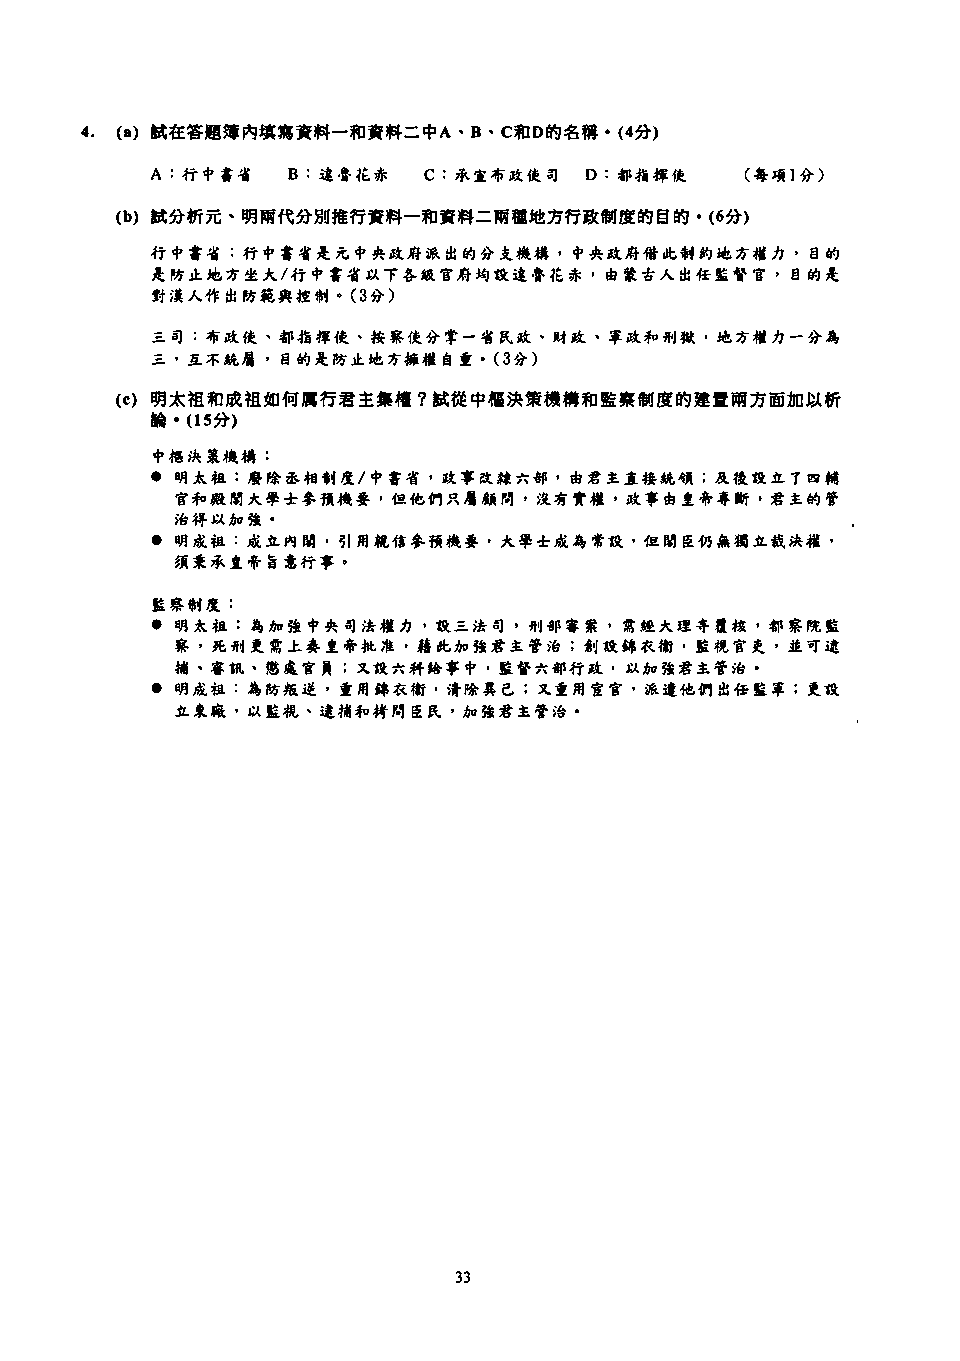 4. (a) 試在答題簿內填寫資料一和資料二中A、B、C和D的名稱。(4分)
A：行中書省 B：達魯花赤 C：承宣布政使司 D：都指揮使 （每項1分）
(b) 試分析元、明兩代分別推行資料一和資料二兩種地方行政制度的目的。(6分)
行中書省：行中書省是元中央政府派出的分支機構，中央政府借此制約地方權力，目的
是防止地方坐大/行中書省以下各級官府均設達魯花赤，由蒙古人出任監督官，目的是
對漢人作出防範與控制。(3分)
三司：布政使、都指揮使、按察使分掌一省民政、財政、軍政和刑獄，地方權力一分為
三，互不統屬，目的是防止地方擁權自重。(3分)
(c) 明太祖和成祖如何厲行君主集權？試從中樞決策機構和監察制度的建置兩方面加以析
論。(15分)
中樞決策機構：
● 明太祖：廢除丞相制度/中書省，政事改隸六部，由君主直接統領；及後設立了四輔
官和殿閣大學士參預機要，但他們只屬顧問，沒有實權，政事由皇帝專斷，君主的管
治得以加強。
● 明成祖：成立內閣，引用親信參預機要，大學士成為常設，但閣臣仍無獨立裁決權，
須秉承皇帝旨意行事。
監察制度：
● 明太祖：為加強中央司法權力，設三法司，刑部審案，需經大理寺覆核，都察院監
察，死刑更需上奏皇帝批准，藉此加強君主管治；創設錦衣衞，監視官吏，並可逮
捕、審訊、懲處官員；又設六科給事中，監督六部行政，以加強君主管治。
● 明成祖：為防叛逆，重用錦衣衞，清除異己；又重用宦官，派遣他們出任監軍；更設
立東廠，以監視、逮捕和拷問臣民，加強君主管治。
33